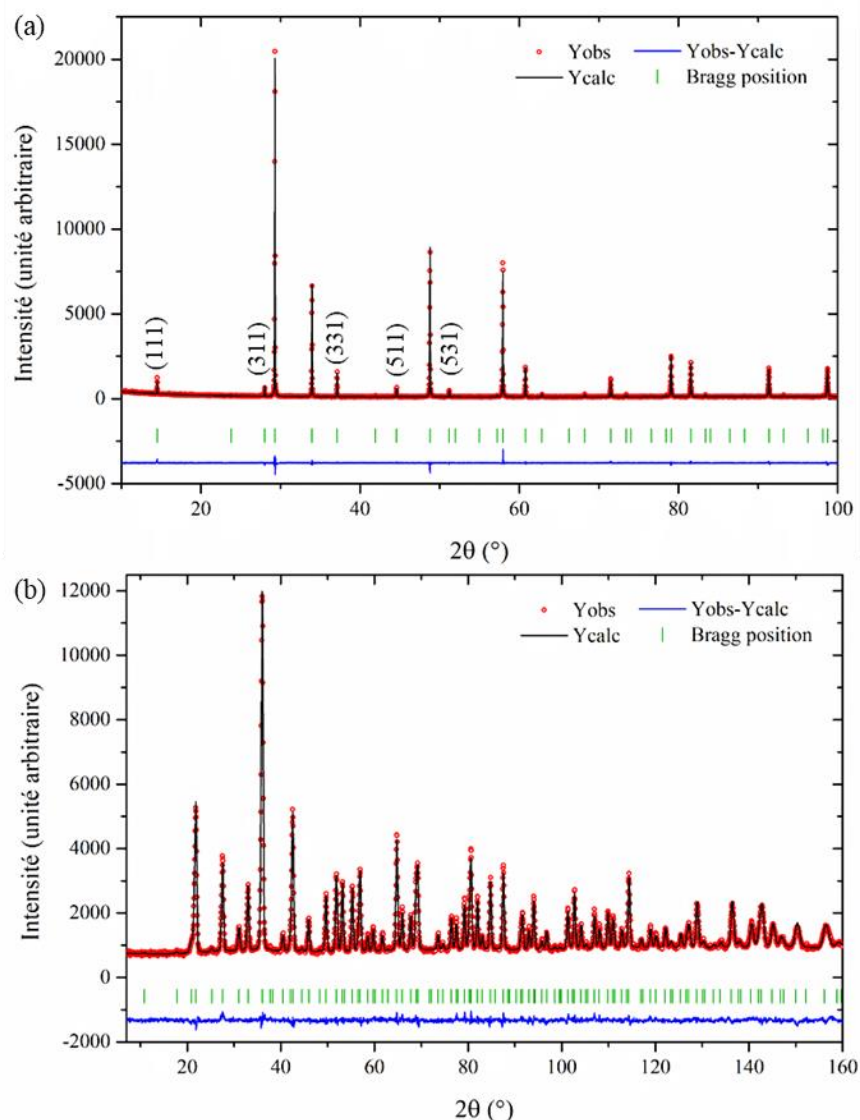 (a)
Yobs
Yobs-Ycalc
Ycalc
Bragg position
20000
15000
10000
5000
0
-5000
Intensité (unité arbitraire)
(111)
(311)
(331)
(511)
(531)
20
40
60
80
100
2θ (°)
(b)
Yobs
Yobs-Ycalc
Ycalc
Bragg position
12000
10000
8000
6000
4000
2000
0
-2000
Intensité (unité arbitraire)
20
40
60
80
100
120
140
160
2θ (°)